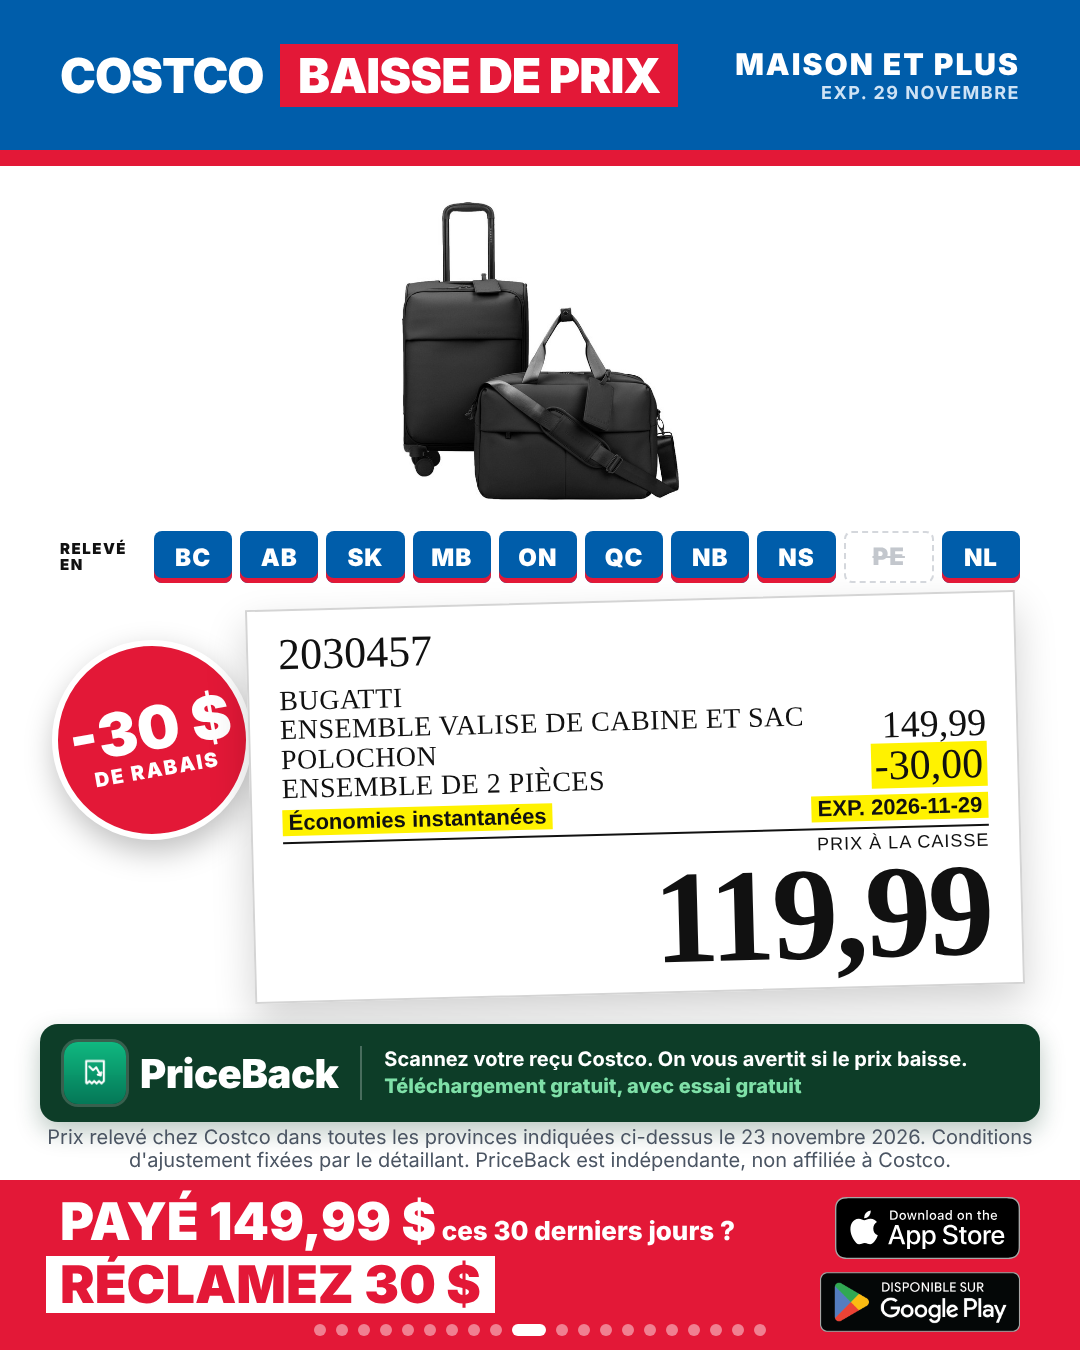 COSTCO BAISSE DE PRIX
MAISON ET PLUS
EXP. 29 NOVEMBRE
RELEVÉ EN
BC AB SK MB ON QC NB NS PE NL
-30 $
DE RABAIS
2030457
BUGATTI
ENSEMBLE VALISE DE CABINE ET SAC
POLOCHON
ENSEMBLE DE 2 PIÈCES
149,99
-30,00
Économies instantanées
EXP. 2026-11-29
PRIX À LA CAISSE
119,99
PriceBack
Scannez votre reçu Costco. On vous avertit si le prix baisse.
Téléchargement gratuit, avec essai gratuit
Prix relevé chez Costco dans toutes les provinces indiquées ci-dessus le 23 novembre 2026. Conditions
d'ajustement fixées par le détaillant. PriceBack est indépendante, non affiliée à Costco.
PAYÉ 149,99 $ ces 30 derniers jours ?
RÉCLAMEZ 30 $
Download on the
App Store
DISPONIBLE SUR
Google Play